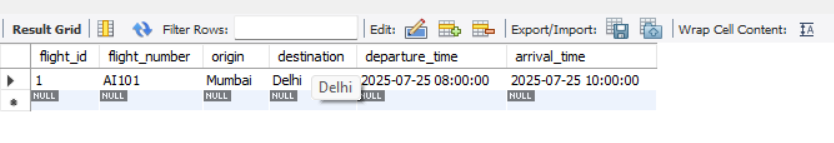 Result Grid Filter Rows: Edit: Export/Import: Wrap Cell Content: IA
flight_id flight_number origin destination departure_time arrival_time
1 AI101 Mumbai Delhi 2025-07-25 08:00:00 2025-07-25 10:00:00
Delhi
NULL NULL NULL NULL NULL NULL